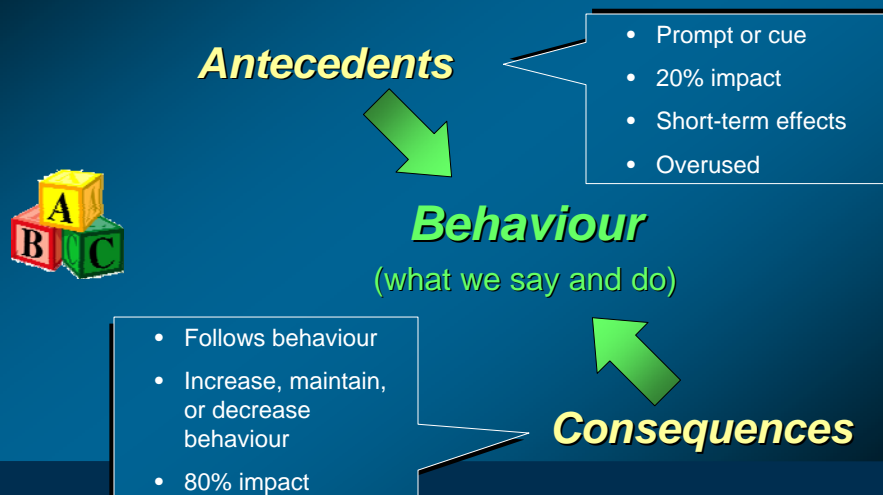 Antecedents
• Prompt or cue
• 20% impact
• Short-term effects
• Overused
A
B C
Behaviour
(what we say and do)
• Follows behaviour
• Increase, maintain,
or decrease
behaviour
• 80% impact
Consequences